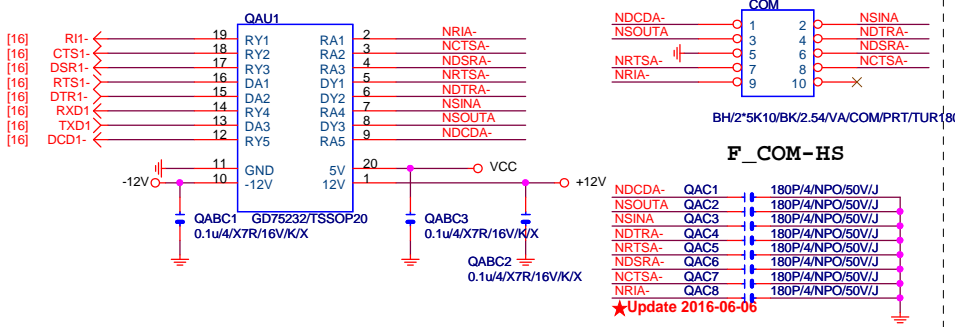 QAU1
[16] RI1- 19 RY1 RA1 2 NRIA-
[16] CTS1- 18 RY2 RA2 3 NCTSA-
[16] DSR1- 17 RY3 RA3 4 NDSRA-
[16] RTS1- 16 DA1 DY1 5 NRTSA-
[16] DTR1- 15 DA2 DY2 6 NDTRA-
[16] RXD1 14 RY4 RA4 7 NSINA
[16] TXD1 13 DA3 DY3 8 NSOUTA
[16] DCD1- 12 RY5 RA5 9 NDCDA-
11 GND 5V 20 VCC
-12V 10 -12V 12V 1 +12V
GD75232/TSSOP20
QABC1
0.1u/4/X7R/16V/K/X
QABC3
0.1u/4/X7R/16V/K/X
QABC2
0.1u/4/X7R/16V/K/X
COM
NDCDA- 1 2 NSINA
NSOUTA 3 4 NDTRA-
5 6 NDSRA-
NRTSA- 7 8 NCTSA-
NRIA- 9 10
BH/2*5K10/BK/2.54/VA/COM/PRT/TUR180
F_COM-HS
NDCDA- QAC1 180P/4/NPO/50V/J
NSOUTA QAC2 180P/4/NPO/50V/J
NSINA QAC3 180P/4/NPO/50V/J
NDTRA- QAC4 180P/4/NPO/50V/J
NRTSA- QAC5 180P/4/NPO/50V/J
NDSRA- QAC6 180P/4/NPO/50V/J
NCTSA- QAC7 180P/4/NPO/50V/J
NRIA- QAC8 180P/4/NPO/50V/J
★Update 2016-06-06